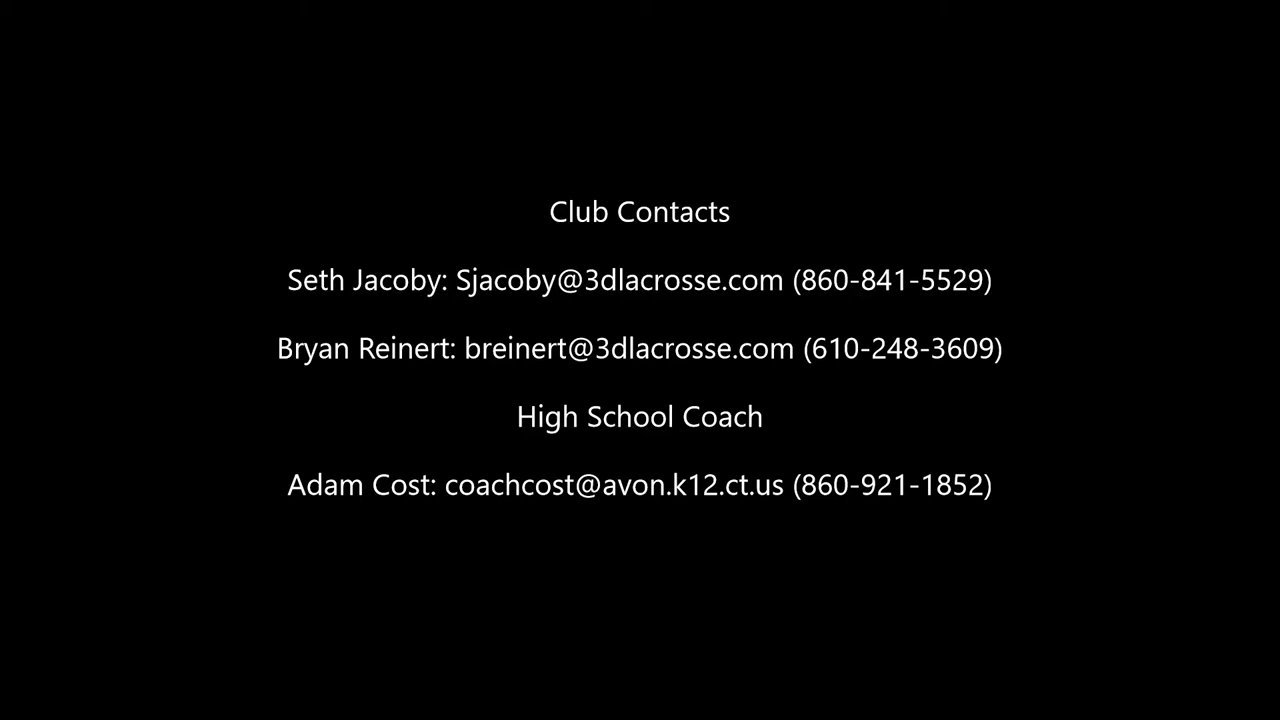 Club Contacts
Seth Jacoby: Sjacoby@3dlacrosse.com (860-841-5529)
Bryan Reinert: breinert@3dlacrosse.com (610-248-3609)
High School Coach
Adam Cost: coachcost@avon.k12.ct.us (860-921-1852)